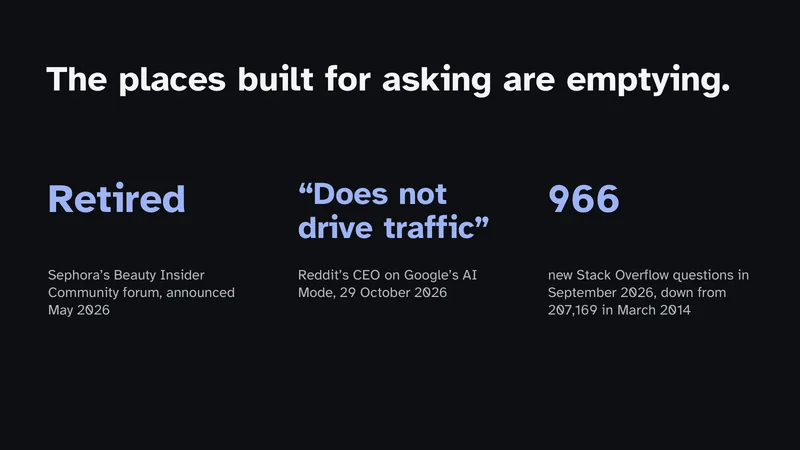 The places built for asking are emptying.
Retired
Sephora’s Beauty Insider
Community forum, announced
May 2026
“Does not
drive traffic”
Reddit’s CEO on Google’s AI
Mode, 29 October 2026
966
new Stack Overflow questions in
September 2026, down from
207,169 in March 2014